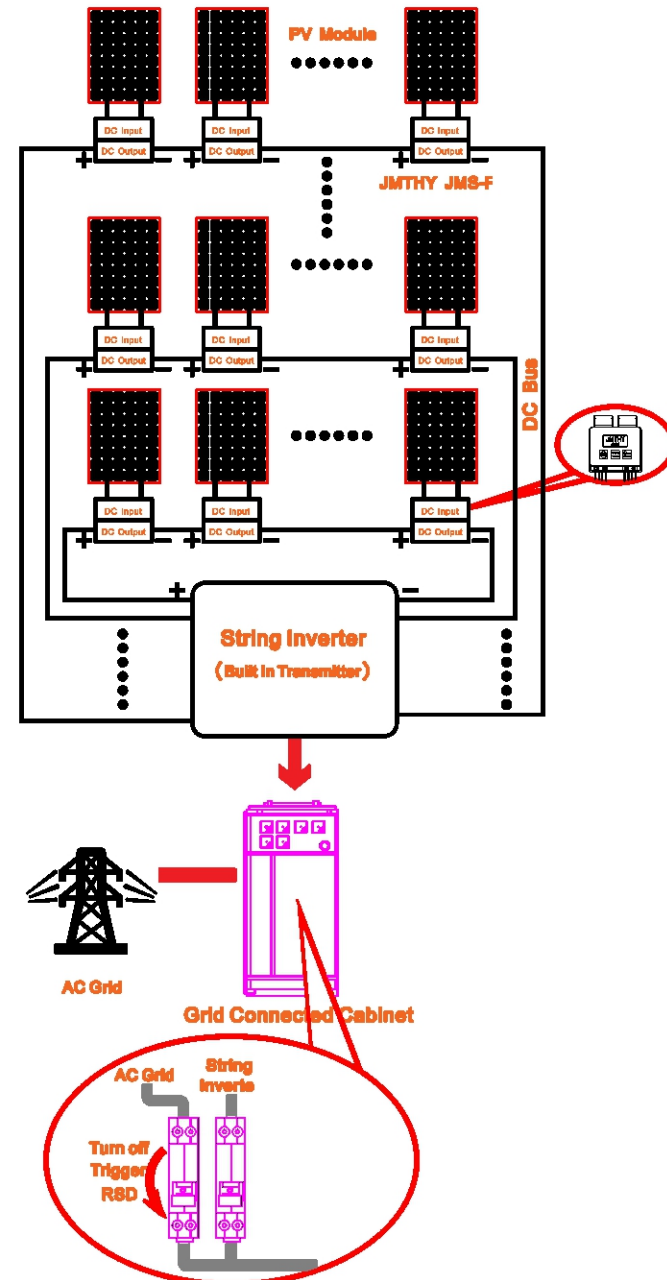 PV Module
DC Input
DC Output
+
−
DC Input
DC Output
+
−
DC Input
DC Output
+
−
JMTHY JMS-F
DC Input
DC Output
+
−
DC Input
DC Output
+
−
DC Input
DC Output
+
−
DC Bus
JMTHY
DC Input
DC Output
+
−
DC Input
DC Output
+
−
DC Input
DC Output
+
−
+
−
String Inverter
(Built in Transmitter)
AC Grid
Grid Connected Cabinet
AC Grid
String
Inverte
Turn off
Trigger
RSD